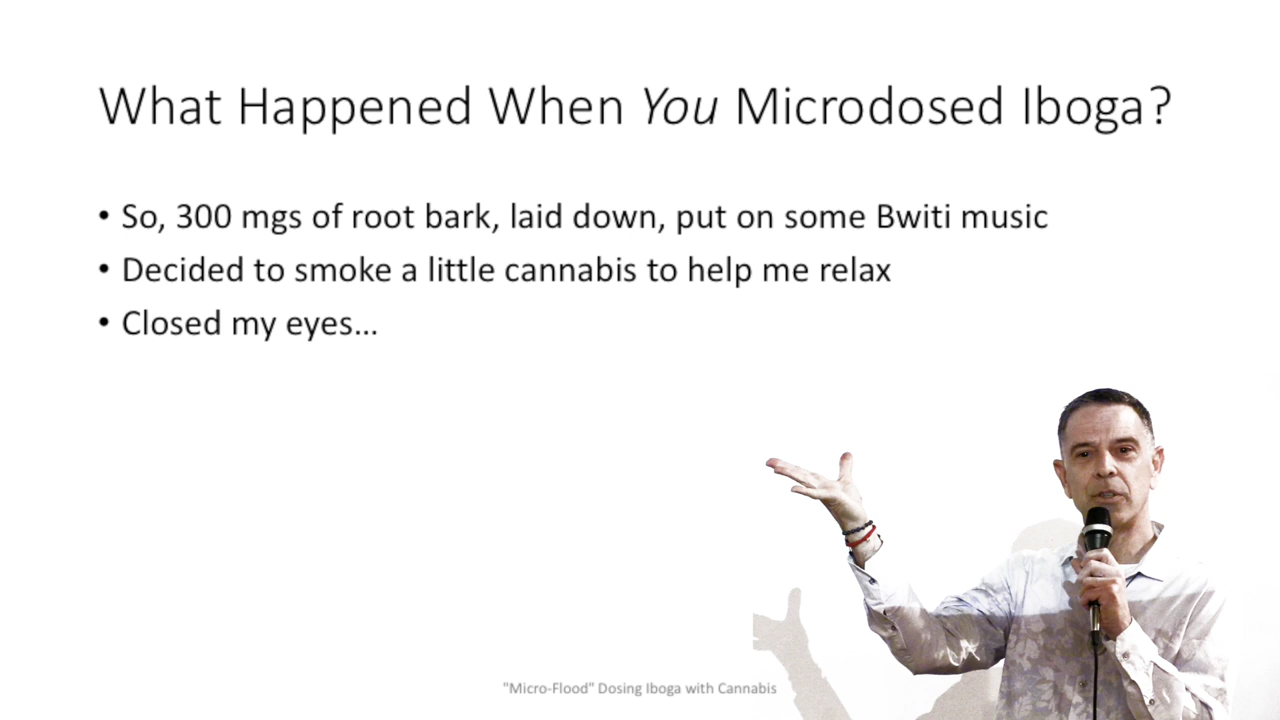 What Happened When You Microdosed Iboga?
• So, 300 mgs of root bark, laid down, put on some Bwiti music
• Decided to smoke a little cannabis to help me relax
• Closed my eyes…
"Micro-Flood" Dosing Iboga with Cannabis